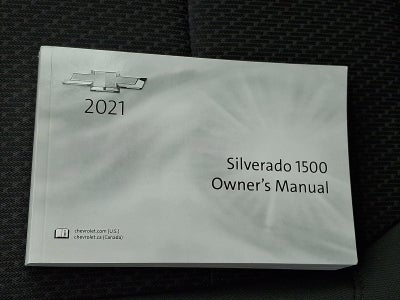 2021
Silverado 1500
Owner's Manual
chevrolet.com (U.S.)
chevrolet.ca (Canada)